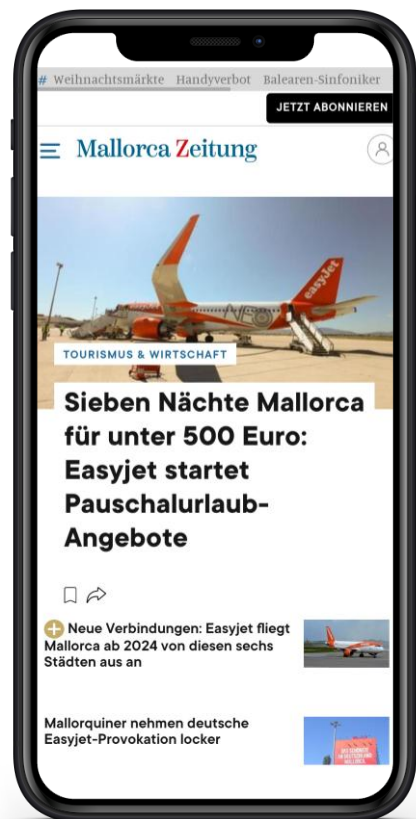 # Weihnachtsmärkte Handyverbot Balearen-Sinfoniker
JETZT ABONNIEREN
Mallorca Zeitung
easyJet
NEO
TOURISMUS & WIRTSCHAFT
Sieben Nächte Mallorca
für unter 500 Euro:
Easyjet startet
Pauschalurlaub-
Angebote
Neue Verbindungen: Easyjet fliegt
Mallorca ab 2024 von diesen sechs
Städten aus an
Mallorquiner nehmen deutsche
Easyjet-Provokation locker